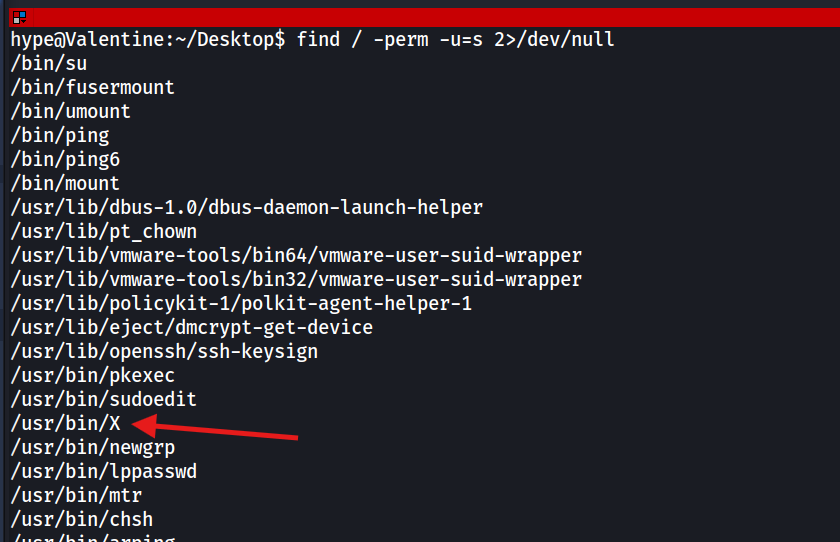 hype@Valentine:~/Desktop$ find / -perm -u=s 2>/dev/null
/bin/su
/bin/fusermount
/bin/umount
/bin/ping
/bin/ping6
/bin/mount
/usr/lib/dbus-1.0/dbus-daemon-launch-helper
/usr/lib/pt_chown
/usr/lib/vmware-tools/bin64/vmware-user-suid-wrapper
/usr/lib/vmware-tools/bin32/vmware-user-suid-wrapper
/usr/lib/policykit-1/polkit-agent-helper-1
/usr/lib/eject/dmcrypt-get-device
/usr/lib/openssh/ssh-keysign
/usr/bin/pkexec
/usr/bin/sudoedit
/usr/bin/X
/usr/bin/newgrp
/usr/bin/lppasswd
/usr/bin/mtr
/usr/bin/chsh
/usr/bin/arping